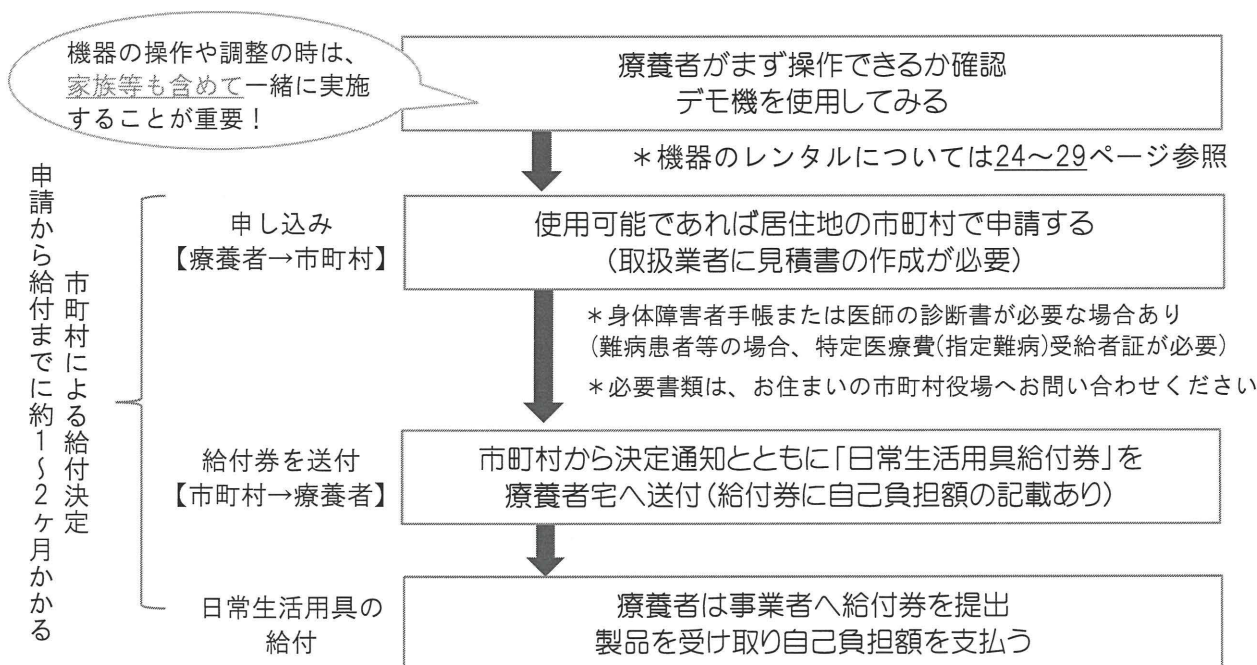 機器の操作や調整の時は、
家族等も含めて一緒に実施
することが重要！
療養者がまず操作できるか確認
デモ機を使用してみる
＊機器のレンタルについては24～29ページ参照
市町村による給付決定
申請から給付までに約1～2ヶ月かかる
申し込み
【療養者→市町村】
使用可能であれば居住地の市町村で申請する
（取扱業者に見積書の作成が必要）
＊身体障害者手帳または医師の診断書が必要な場合あり
(難病患者等の場合、特定医療費(指定難病)受給者証が必要)
＊必要書類は、お住まいの市町村役場へお問い合わせください
給付券を送付
【市町村→療養者】
市町村から決定通知とともに「日常生活用具給付券」を
療養者宅へ送付（給付券に自己負担額の記載あり）
日常生活用具の
給付
療養者は事業者へ給付券を提出
製品を受け取り自己負担額を支払う